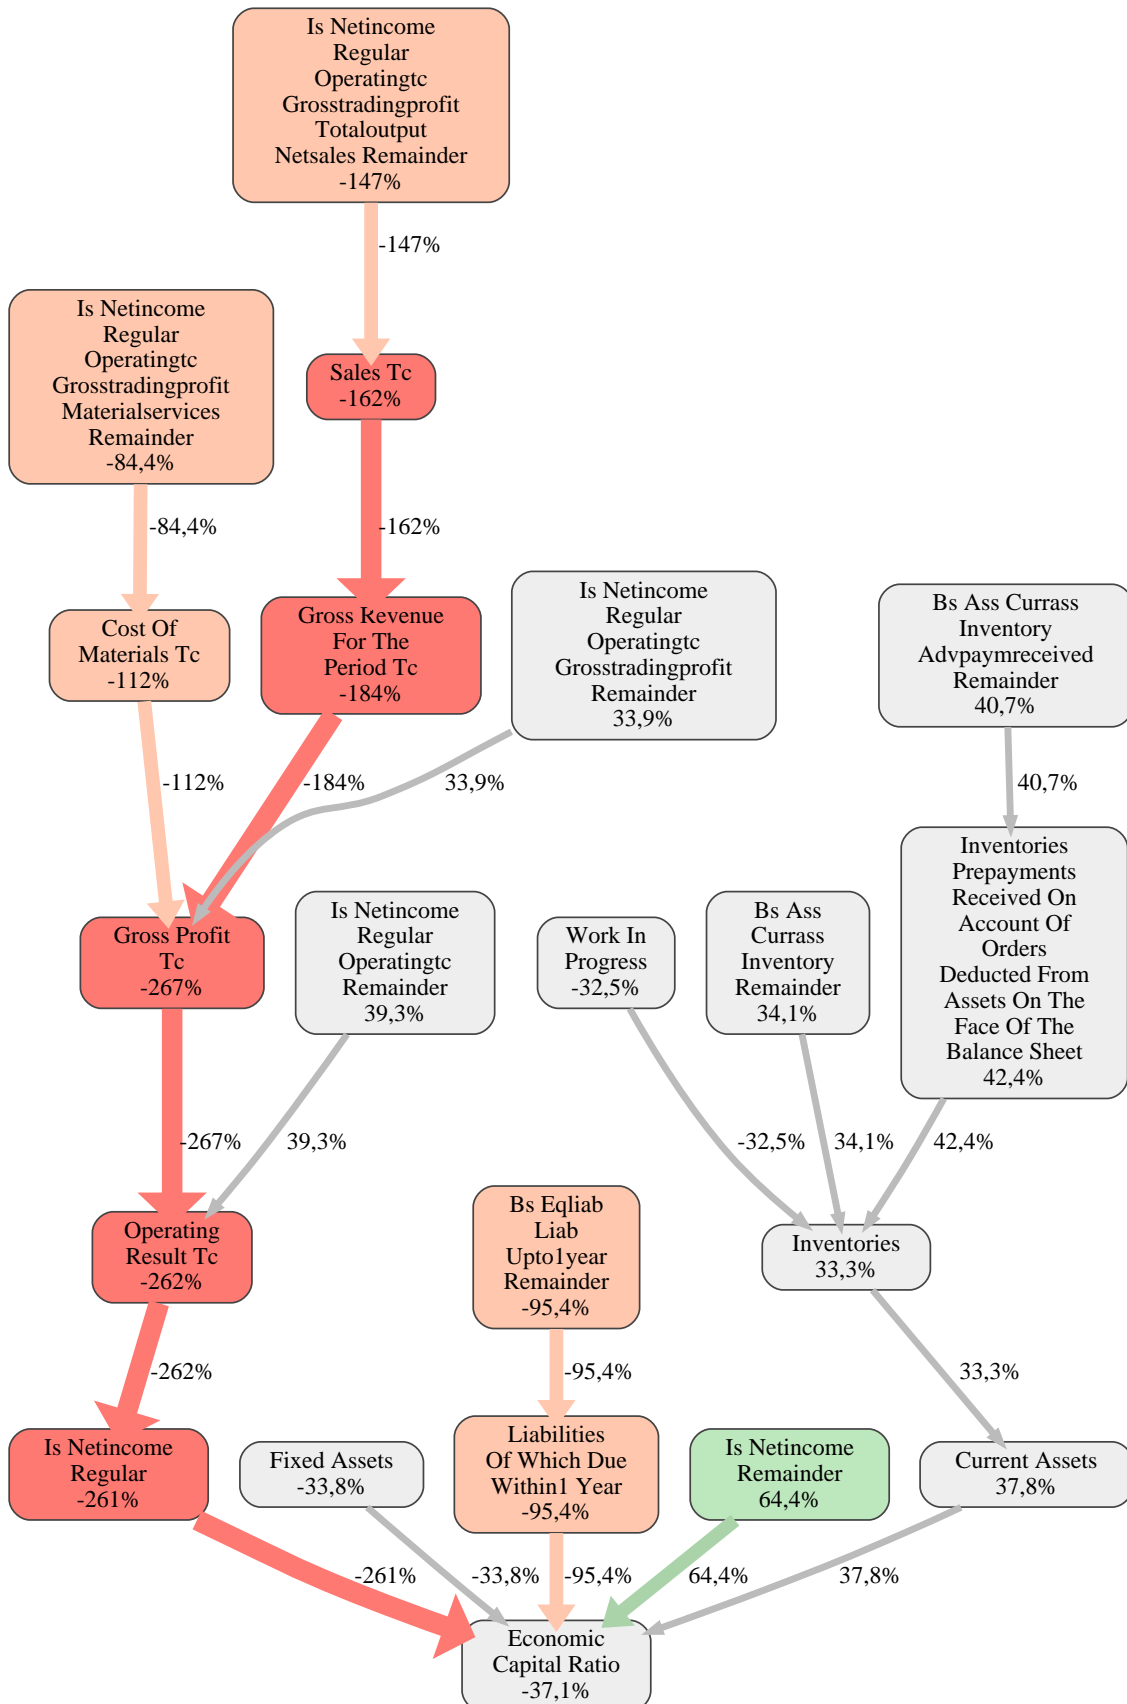 Is Netincome
Regular
Operatingtc
Grosstradingprofit
Totaloutput
Netsales Remainder
-147%
-147%
Is Netincome
Regular
Operatingtc
Grosstradingprofit
Materialservices
Remainder
-84,4%
Sales Tc
-162%
-84,4%
-162%
Cost Of
Materials Tc
-112%
Gross Revenue
For The
Period Tc
-184%
Is Netincome
Regular
Operatingtc
Grosstradingprofit
Remainder
33,9%
Bs Ass Currass
Inventory
Advpaymreceived
Remainder
40,7%
-112%
-184%
33,9%
40,7%
Gross Profit
Tc
-267%
Is Netincome
Regular
Operatingtc
Remainder
39,3%
Work In
Progress
-32,5%
Bs Ass
Currass
Inventory
Remainder
34,1%
Inventories
Prepayments
Received On
Account Of
Orders
Deducted From
Assets On The
Face Of The
Balance Sheet
42,4%
-267%
39,3%
-32,5%
34,1%
42,4%
Operating
Result Tc
-262%
Bs Eqliab
Liab
Upto1year
Remainder
-95,4%
Inventories
33,3%
-262%
-95,4%
33,3%
Is Netincome
Regular
-261%
Fixed Assets
-33,8%
Liabilities
Of Which Due
Within1 Year
-95,4%
Is Netincome
Remainder
64,4%
Current Assets
37,8%
-261%
-33,8%
-95,4%
64,4%
37,8%
Economic
Capital Ratio
-37,1%